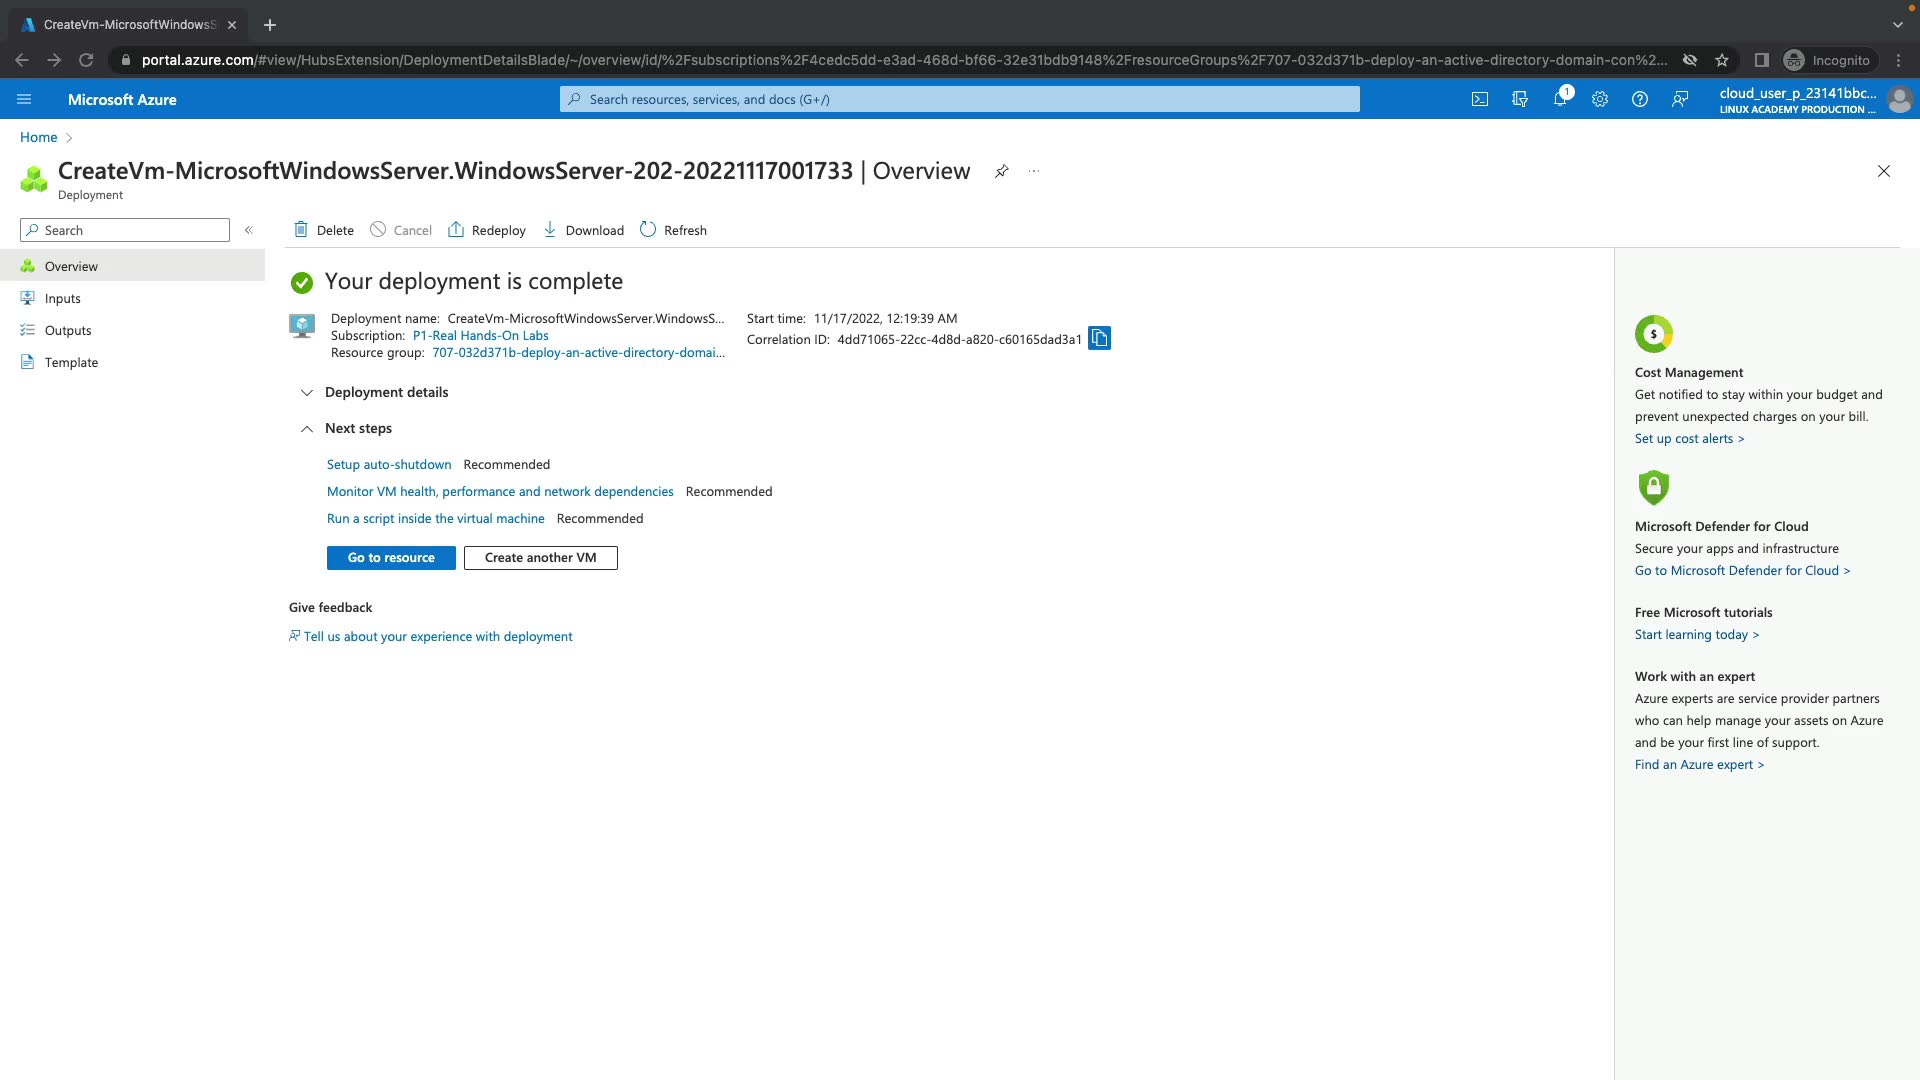 CreateVm-MicrosoftWindowsS
portal.azure.com/#view/HubsExtension/DeploymentDetailsBlade/~/overview/id/%2Fsubscriptions%2F4cedc5dd-e3ad-468d-bf66-32e31bdb9148%2FresourceGroups%2F707-032d371b-deploy-an-active-directory-domain-con%2...
Incognito
Microsoft Azure
Search resources, services, and docs (G+/)
1
cloud_user_p_23141bbc...
LINUX ACADEMY PRODUCTION ...
Home
CreateVm-MicrosoftWindowsServer.WindowsServer-202-20221117001733 | Overview
...
Deployment
Search
Delete
Cancel
Redeploy
Download
Refresh
Overview
Inputs
Outputs
Template
Your deployment is complete
Deployment name: CreateVm-MicrosoftWindowsServer.WindowsS...
Subscription: P1-Real Hands-On Labs
Resource group: 707-032d371b-deploy-an-active-directory-domai...
Start time: 11/17/2022, 12:19:39 AM
Correlation ID: 4dd71065-22cc-4d8d-a820-c60165dad3a1
Deployment details
Next steps
Setup auto-shutdown Recommended
Monitor VM health, performance and network dependencies Recommended
Run a script inside the virtual machine Recommended
Go to resource
Create another VM
Give feedback
Tell us about your experience with deployment
$
Cost Management
Get notified to stay within your budget and
prevent unexpected charges on your bill.
Set up cost alerts >
Microsoft Defender for Cloud
Secure your apps and infrastructure
Go to Microsoft Defender for Cloud >
Free Microsoft tutorials
Start learning today >
Work with an expert
Azure experts are service provider partners
who can help manage your assets on Azure
and be your first line of support.
Find an Azure expert >